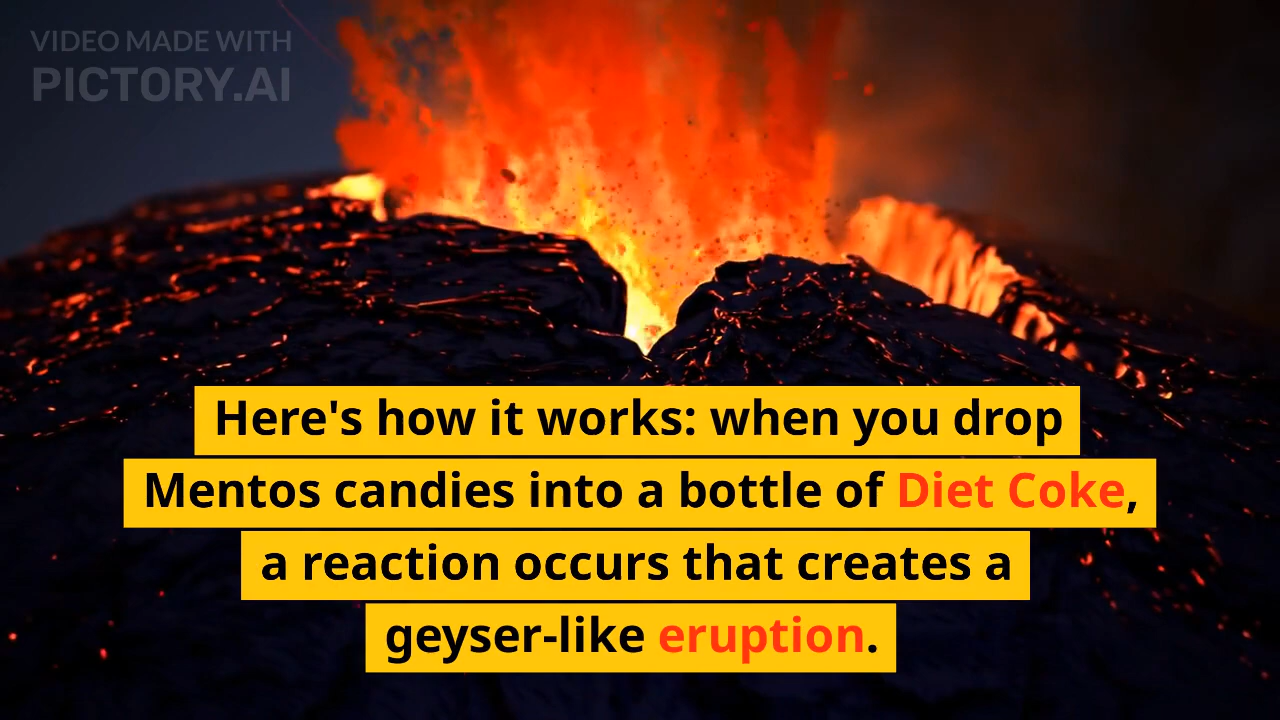 VIDEO MADE WITH
PICTORY.AI
Here's how it works: when you drop
Mentos candies into a bottle of Diet Coke,
a reaction occurs that creates a
geyser-like eruption.